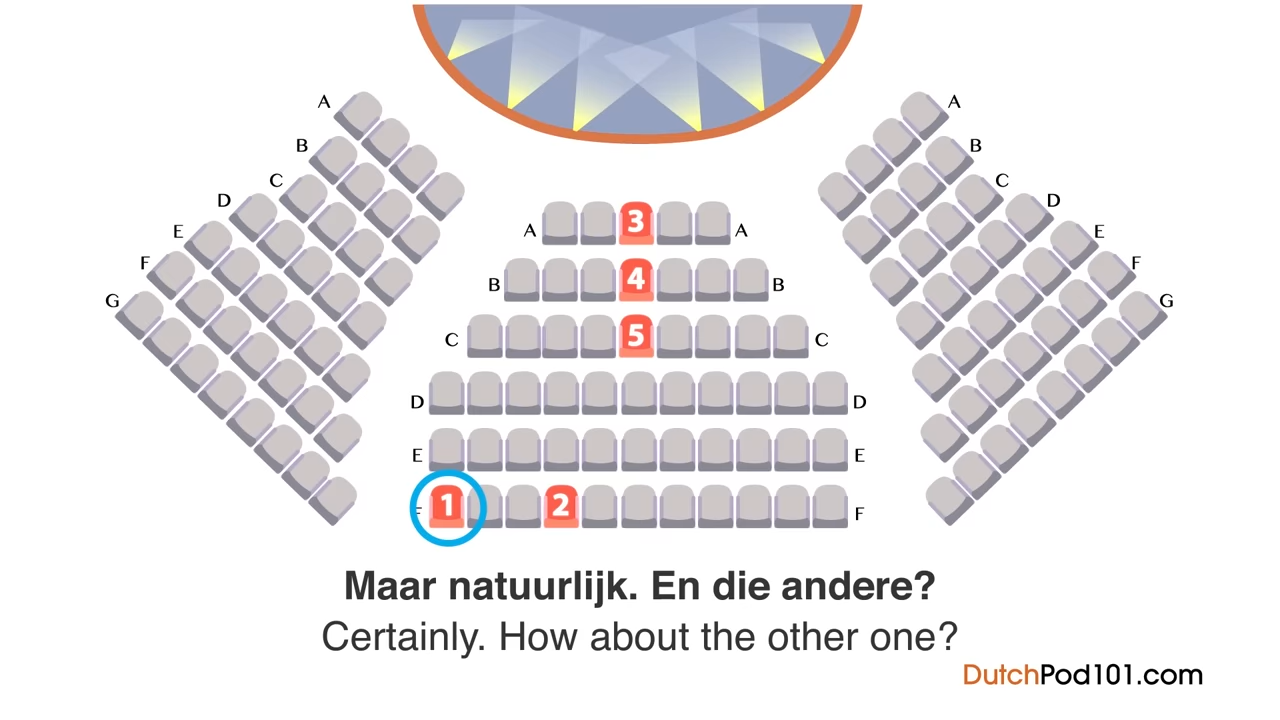 A A
B B
C C
D D
E E
F F
G G
A 3 A
B 4 B
C 5 C
D D
E E
F 1 2 F
Maar natuurlijk. En die andere?
Certainly. How about the other one?
DutchPod101.com